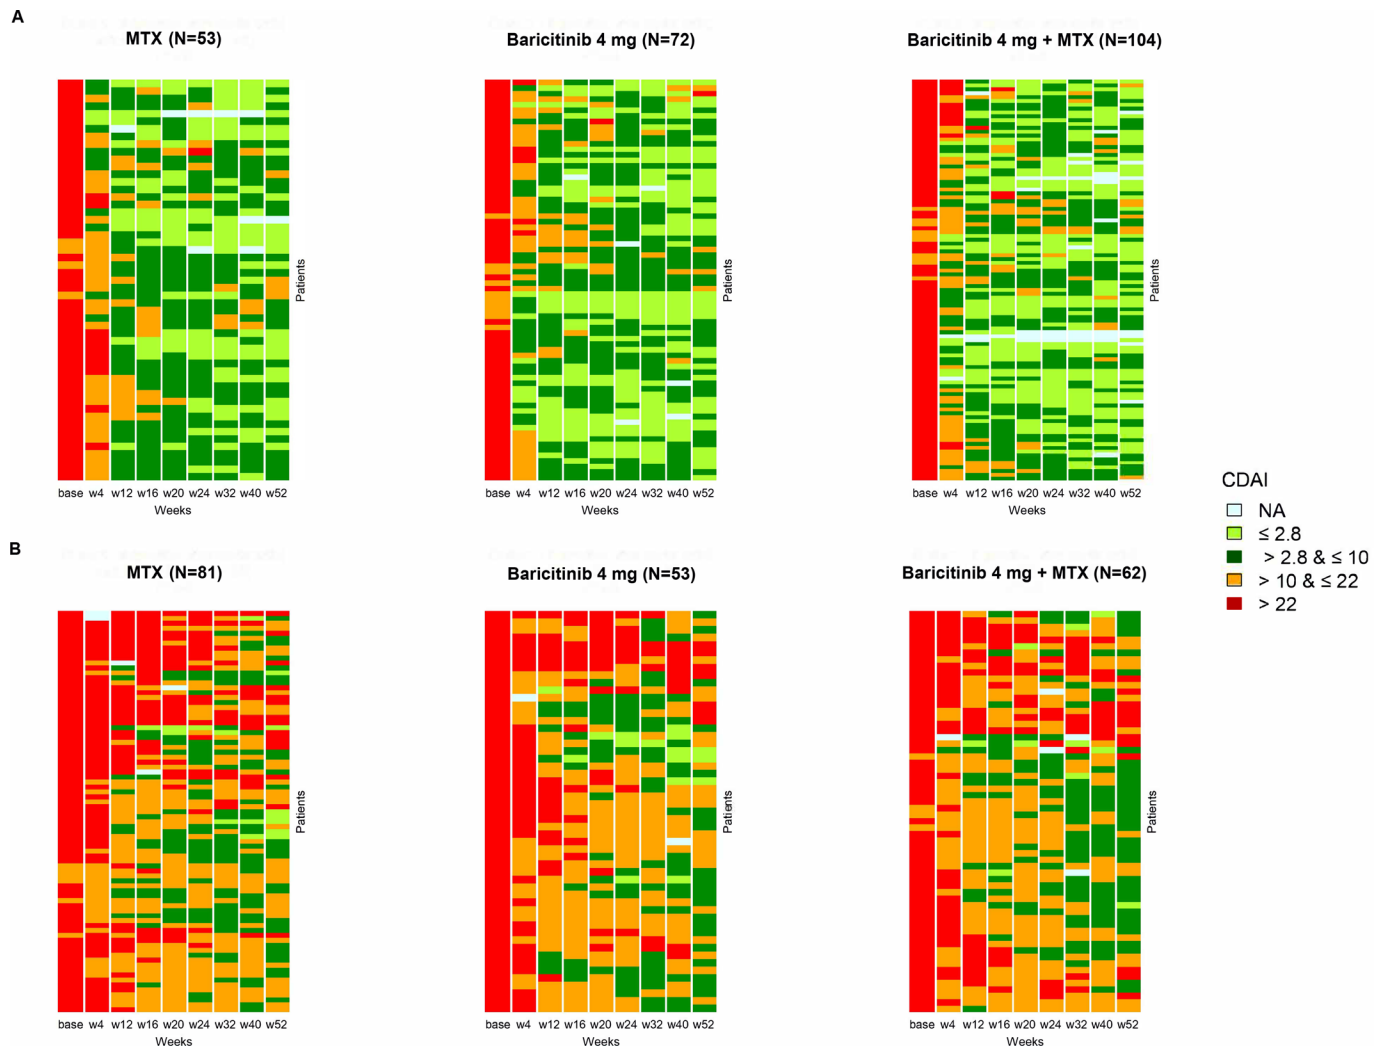 A
MTX (N=53)
Baricitinib 4 mg (N=72)
Baricitinib 4 mg + MTX (N=104)
Patients
Patients
Patients
base w4 w12 w16 w20 w24 w32 w40 w52
base w4 w12 w16 w20 w24 w32 w40 w52
base w4 w12 w16 w20 w24 w32 w40 w52
Weeks
Weeks
Weeks
CDAI
NA
≤ 2.8
> 2.8 & ≤ 10
> 10 & ≤ 22
> 22
B
MTX (N=81)
Baricitinib 4 mg (N=53)
Baricitinib 4 mg + MTX (N=62)
Patients
Patients
Patients
base w4 w12 w16 w20 w24 w32 w40 w52
base w4 w12 w16 w20 w24 w32 w40 w52
base w4 w12 w16 w20 w24 w32 w40 w52
Weeks
Weeks
Weeks